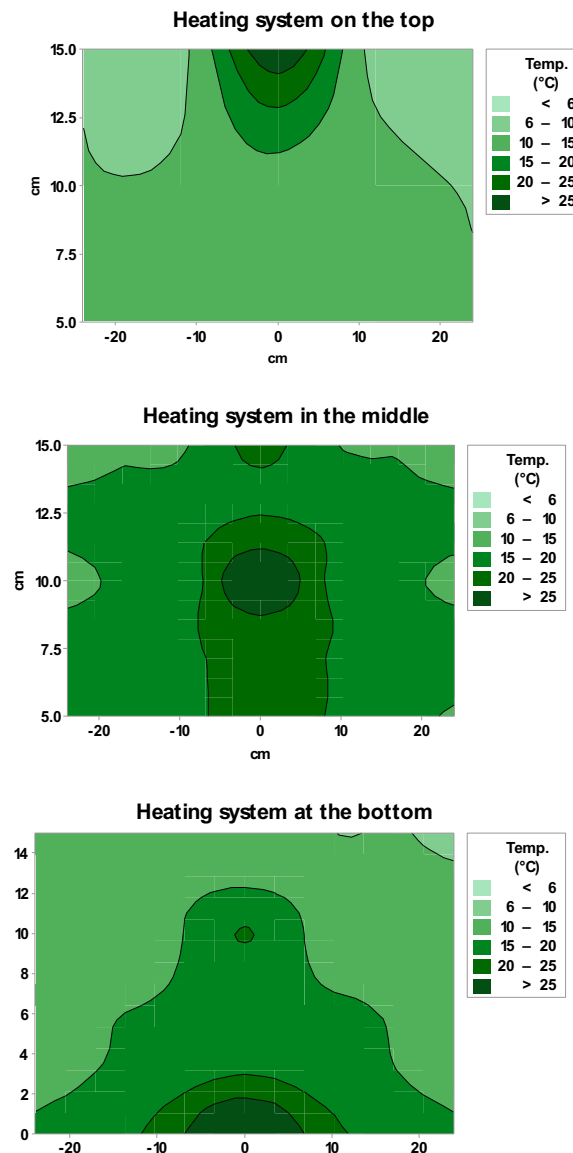 Heating system on the top
15.0
12.5
10.0
7.5
5.0
cm
-20 -10 0 10 20
cm
Temp.
(°C)
< 6
6 – 10
10 – 15
15 – 20
20 – 25
> 25
Heating system in the middle
15.0
12.5
10.0
7.5
5.0
cm
-20 -10 0 10 20
cm
Temp.
(°C)
< 6
6 – 10
10 – 15
15 – 20
20 – 25
> 25
Heating system at the bottom
14
12
10
8
6
4
2
0
-20 -10 0 10 20
Temp.
(°C)
< 6
6 – 10
10 – 15
15 – 20
20 – 25
> 25